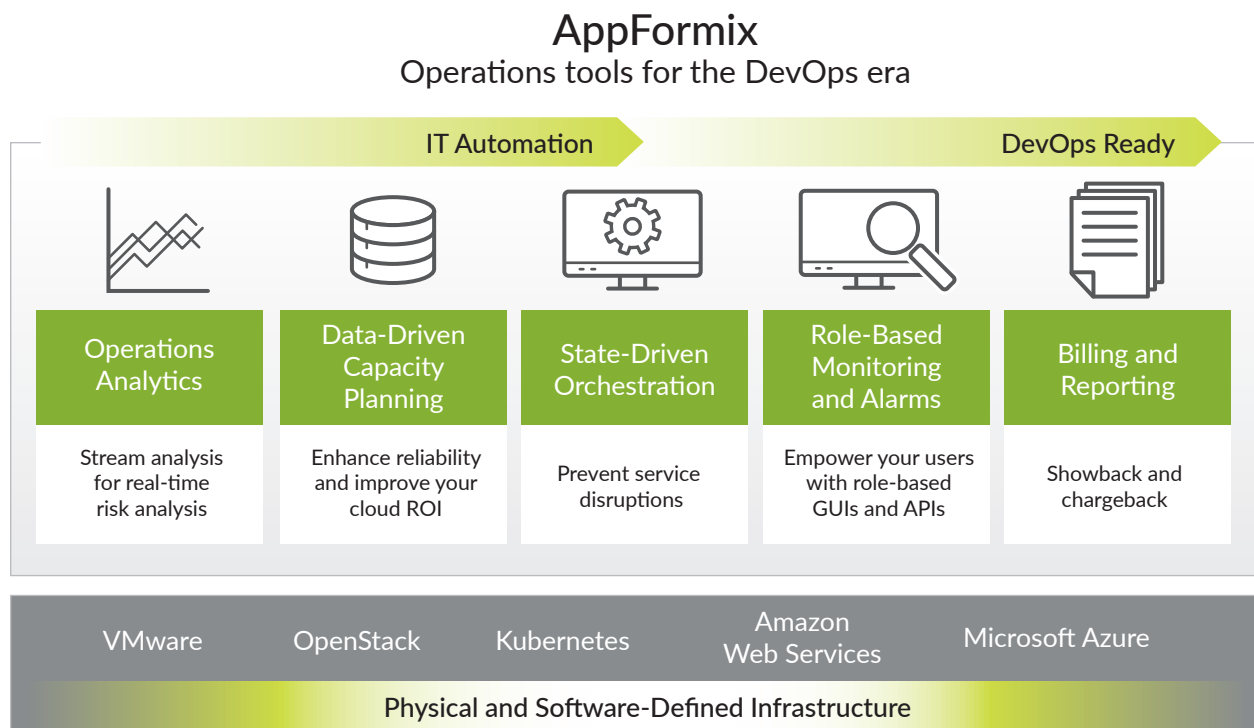 AppFormix
Operations tools for the DevOps era
IT Automation
DevOps Ready
Operations
Analytics
Stream analysis
for real-time
risk analysis
Data-Driven
Capacity
Planning
Enhance reliability
and improve your
cloud ROI
State-Driven
Orchestration
Prevent service
disruptions
Role-Based
Monitoring
and Alarms
Empower your users
with role-based
GUIs and APIs
Billing and
Reporting
Showback and
chargeback
VMware
OpenStack
Kubernetes
Amazon
Web Services
Microsoft Azure
Physical and Software-Defined Infrastructure